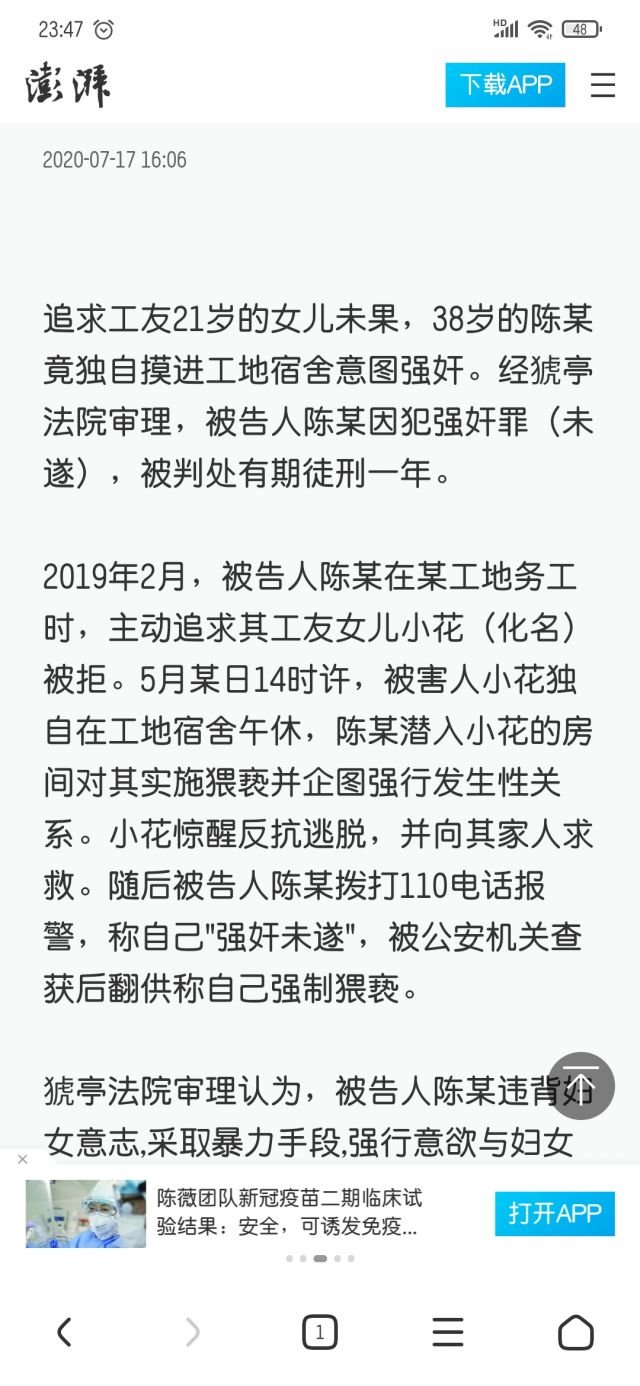 23:47
HD
48
澎湃
下载APP
2020-07-17 16:06
追求工友21岁的女儿未果，38岁的陈某
竟独自摸进工地宿舍意图强奸。经猇亭
法院审理，被告人陈某因犯强奸罪（未
遂），被判处有期徒刑一年。
2019年2月，被告人陈某在某工地务工
时，主动追求其工友女儿小花（化名）
被拒。5月某日14时许，被害人小花独
自在工地宿舍午休，陈某潜入小花的房
间对其实施猥亵并企图强行发生性关
系。小花惊醒反抗逃脱，并向其家人求
救。随后被告人陈某拨打110电话报
警，称自己"强奸未遂"，被公安机关查
获后翻供称自己强制猥亵。
猇亭法院审理认为，被告人陈某违背妇
女意志,采取暴力手段,强行意欲与妇女
陈薇团队新冠疫苗二期临床试
验结果：安全，可诱发免疫...
打开APP
1